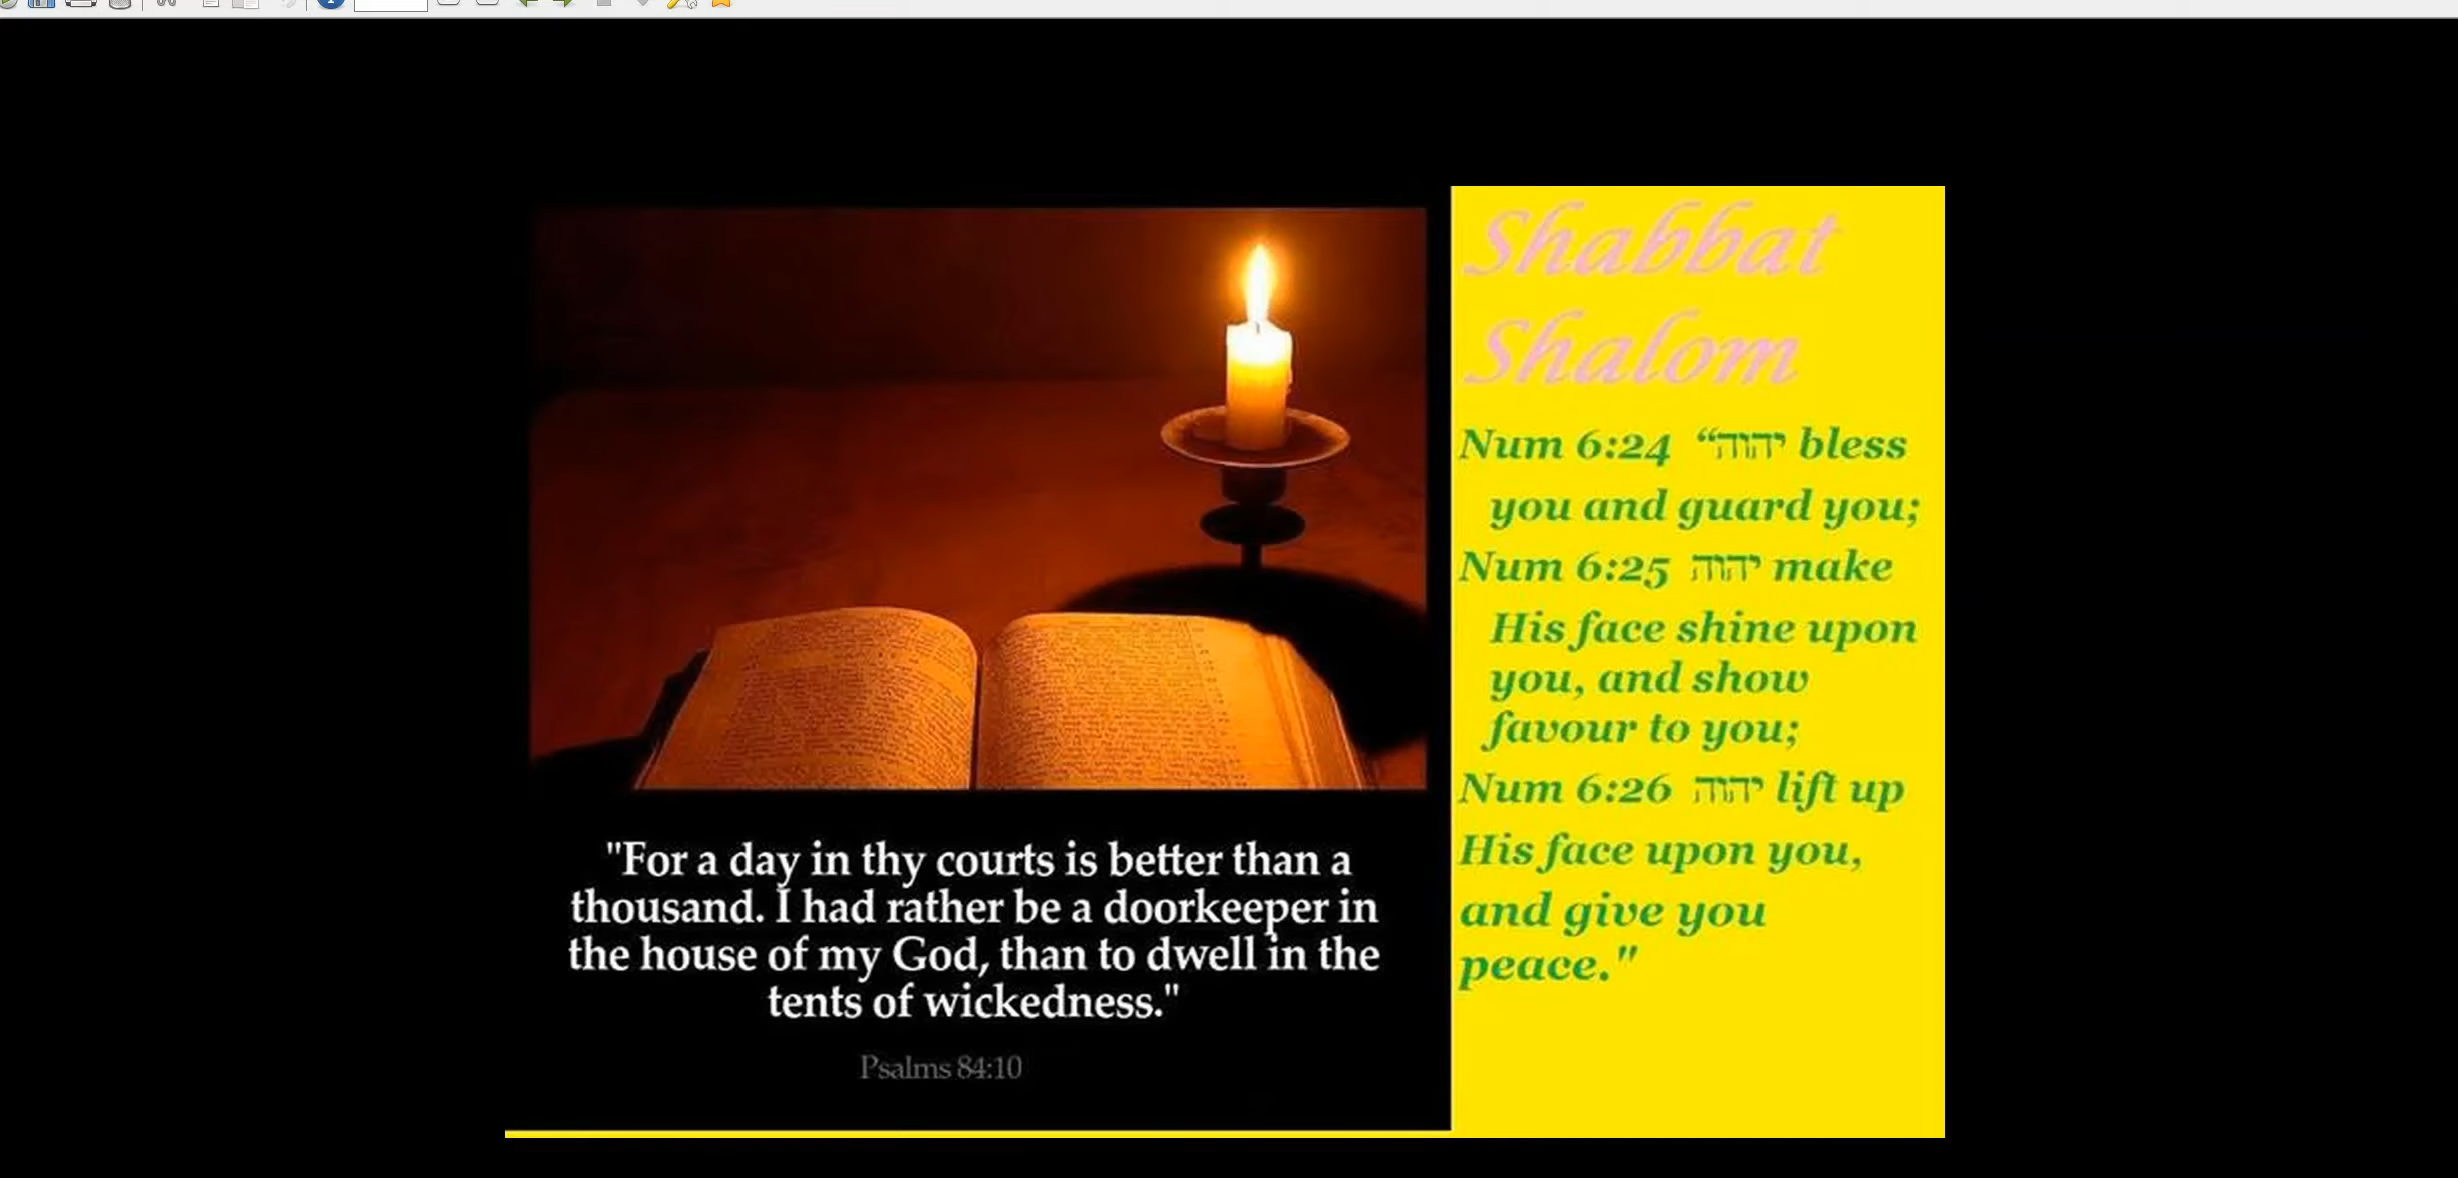 "For a day in thy courts is better than a
thousand. I had rather be a doorkeeper in
the house of my God, than to dwell in the
tents of wickedness."
Psalms 84:10
Shabbat
Shalom
Num 6:24 “יהוה bless
you and guard you;
Num 6:25 יהוה make
His face shine upon
you, and show
favour to you;
Num 6:26 יהוה lift up
His face upon you,
and give you
peace."